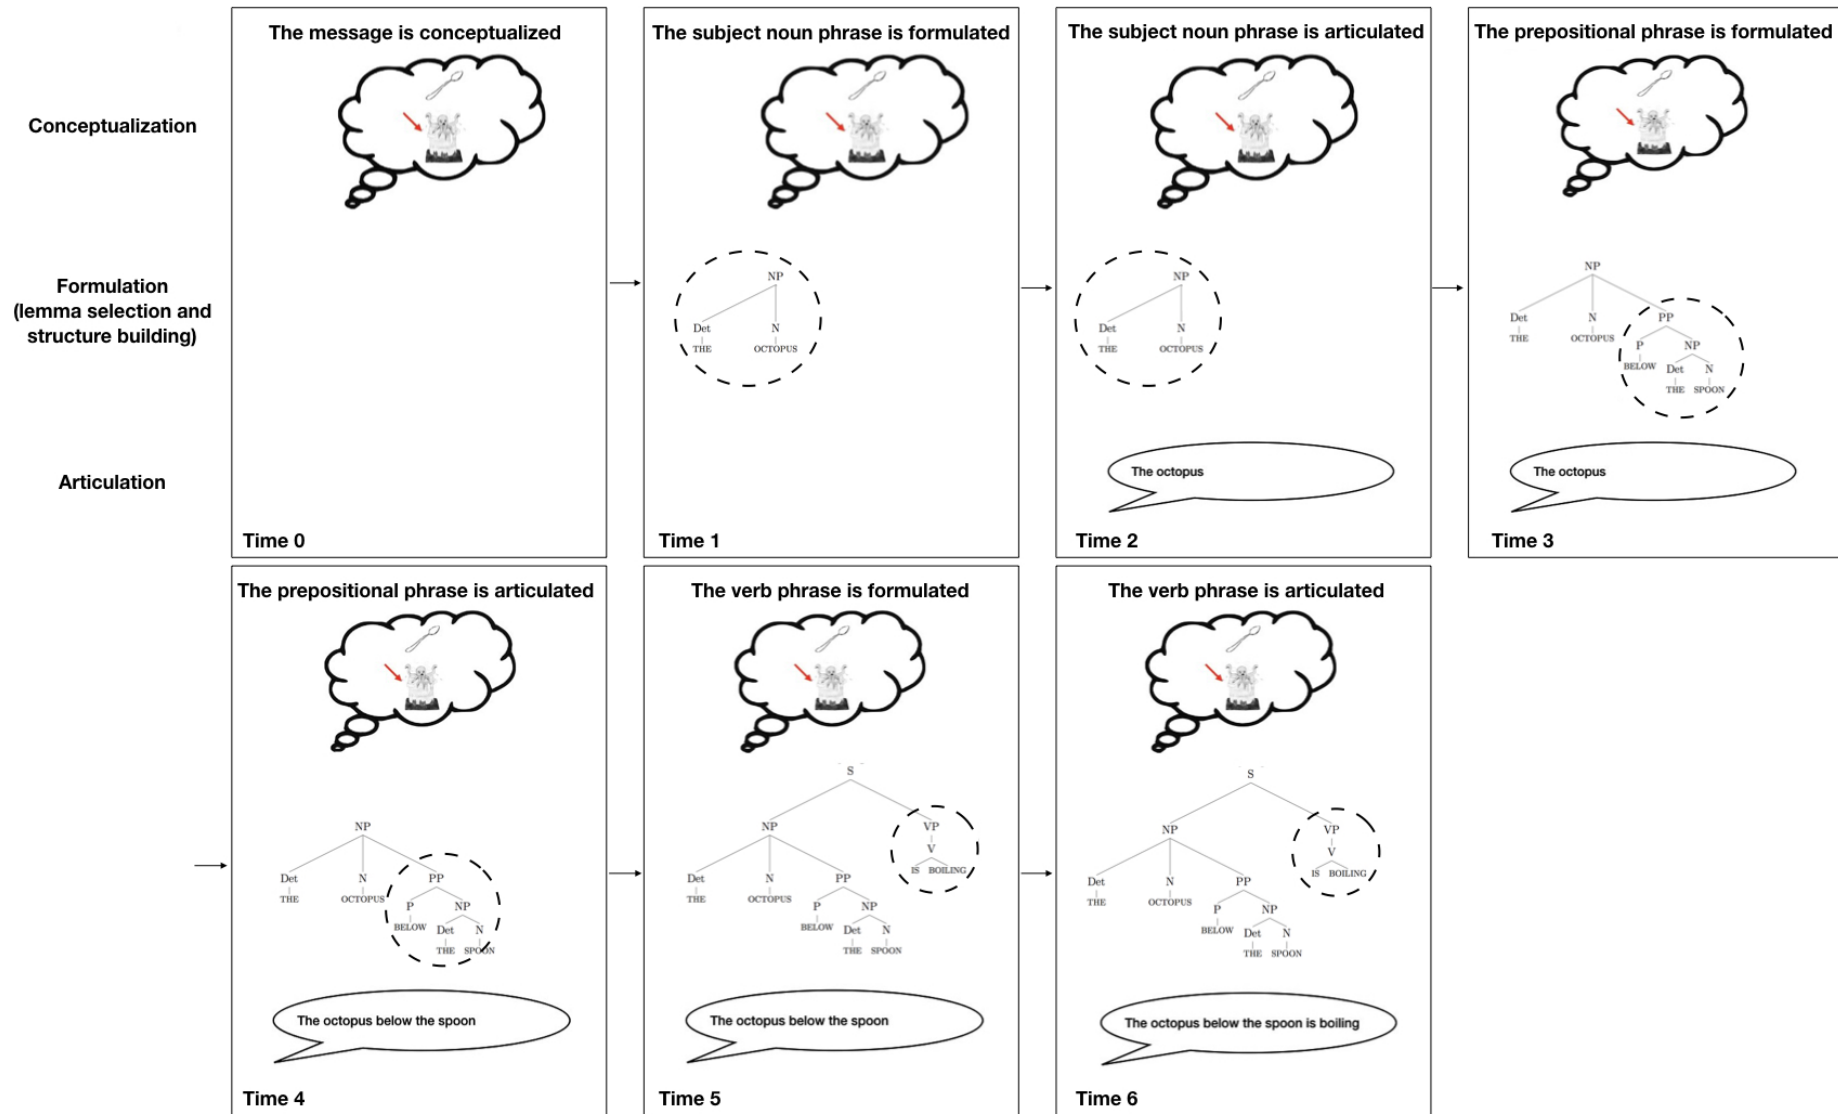 The message is conceptualized
The subject noun phrase is formulated
The subject noun phrase is articulated
The prepositional phrase is formulated
Conceptualization
Formulation
(lemma selection and
structure building)
NP
Det N
THE OCTOPUS
NP
Det N
THE OCTOPUS
NP
Det N PP
THE OCTOPUS P NP
BELOW Det N
THE SPOON
Articulation
The octopus
The octopus
Time 0
Time 1
Time 2
Time 3
The prepositional phrase is articulated
The verb phrase is formulated
The verb phrase is articulated
NP
Det N PP
THE OCTOPUS P NP
BELOW Det N
THE SPOON
S
NP VP
V
IS BOILING
Det N PP
THE OCTOPUS P NP
BELOW Det N
THE SPOON
S
NP VP
V
IS BOILING
Det N PP
THE OCTOPUS P NP
BELOW Det N
THE SPOON
The octopus below the spoon
The octopus below the spoon
The octopus below the spoon is boiling
Time 4
Time 5
Time 6